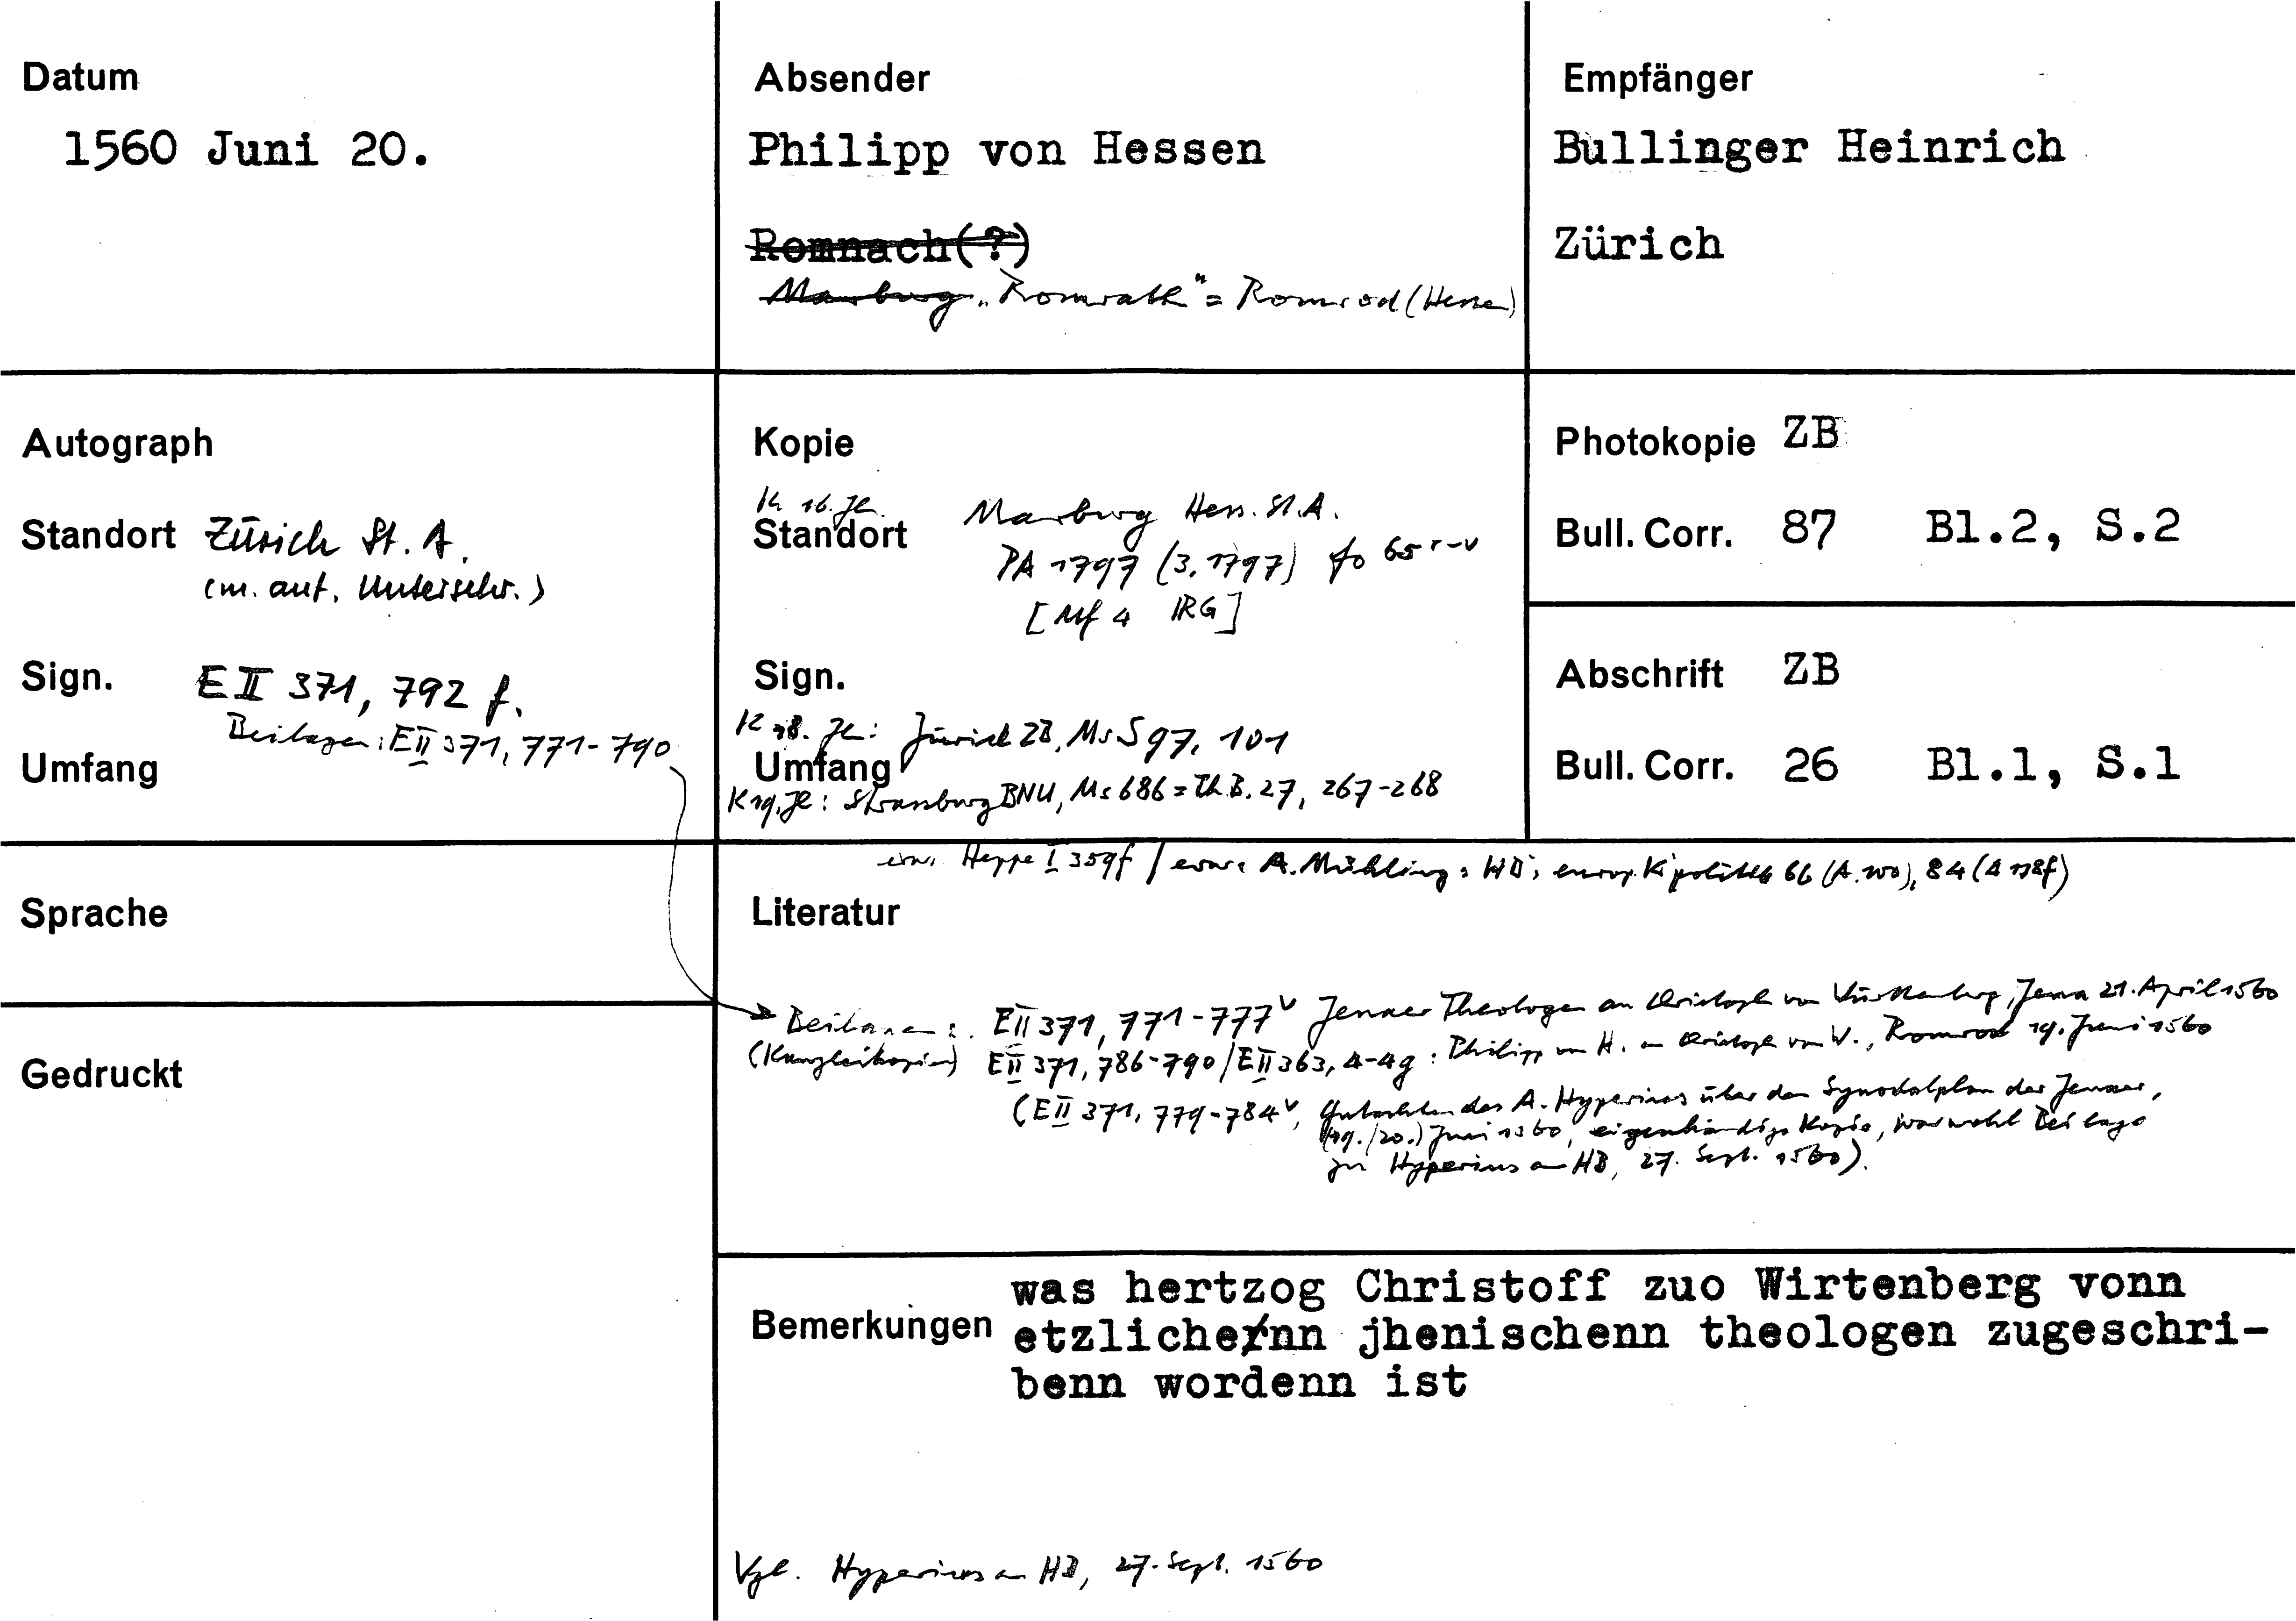 Datum
1560 Juni 20.
Absender
Philipp von Hessen
Romnach(?)
Marburg „Romrath" = Romrod (Hessen)
Empfänger
Bullinger Heinrich
Zürich
Autograph
Standort Zürich St. A.
(m. aut. Unterschr.)
Sign. E II 371, 792 f.
Beilagen: E II 371, 771-790
Umfang
Kopie
K 16. Jh.
Standort Marburg Hess. St.A.
PA 1797 (3. 1797) fo 65 r-v
[Mf 4 IRG]
Sign.
K 18. Jh: Zürich ZB, Ms S 97, 101
Umfang
K 19. Jh: Strassburg BNU, Ms 686 = Th.B. 27, 267-268
Photokopie ZB
Bull. Corr. 87 Bl.2, S.2
Abschrift ZB
Bull. Corr. 26 Bl.1, S.1
Sprache
Gedruckt
Heppe I 359f / A. Mühling: HB's europ. K'politik 66 (A. 100), 84 (A 178f)
Literatur
Beilagen: E II 371, 771-777v Jenaer Theologen an Christoph von Württemberg, Jena 21. April 1560
(Kanzleikopien) E II 371, 786-790 / E II 363, 4-4g: Philipp von H. an Christoph von W., Romrod 19. Juni 1560
(E II 371, 779-784v, Gutachten des A. Hyperius über den Synodalplan der Jenaer,
(19./20.) Juni 1560, eigenhändige Kopie, war wohl Beilage
zu Hyperius an HB, 27. Sept. 1560).
Bemerkungen
was hertzog Christoff zuo Wirtenberg vonn
etzlichenn jhenischenn theologen zugeschri-
benn wordenn ist
Vgl. Hyperius an HB, 27. Sept. 1560